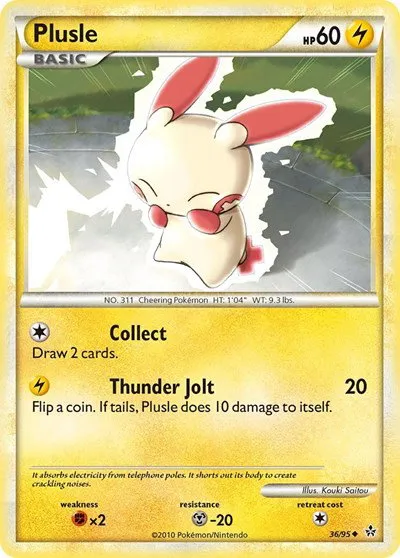 Plusle
HP60
BASIC
NO. 311 Cheering Pokémon HT: 1'04" WT: 9.3 lbs.
Collect
Draw 2 cards.
Thunder Jolt 20
Flip a coin. If tails, Plusle does 10 damage to itself.
Illus. Kouki Saitou
It absorbs electricity from telephone poles. It shorts out its body to create
crackling noises.
weakness resistance retreat cost
×2 -20
©2010 Pokémon/Nintendo 36/95